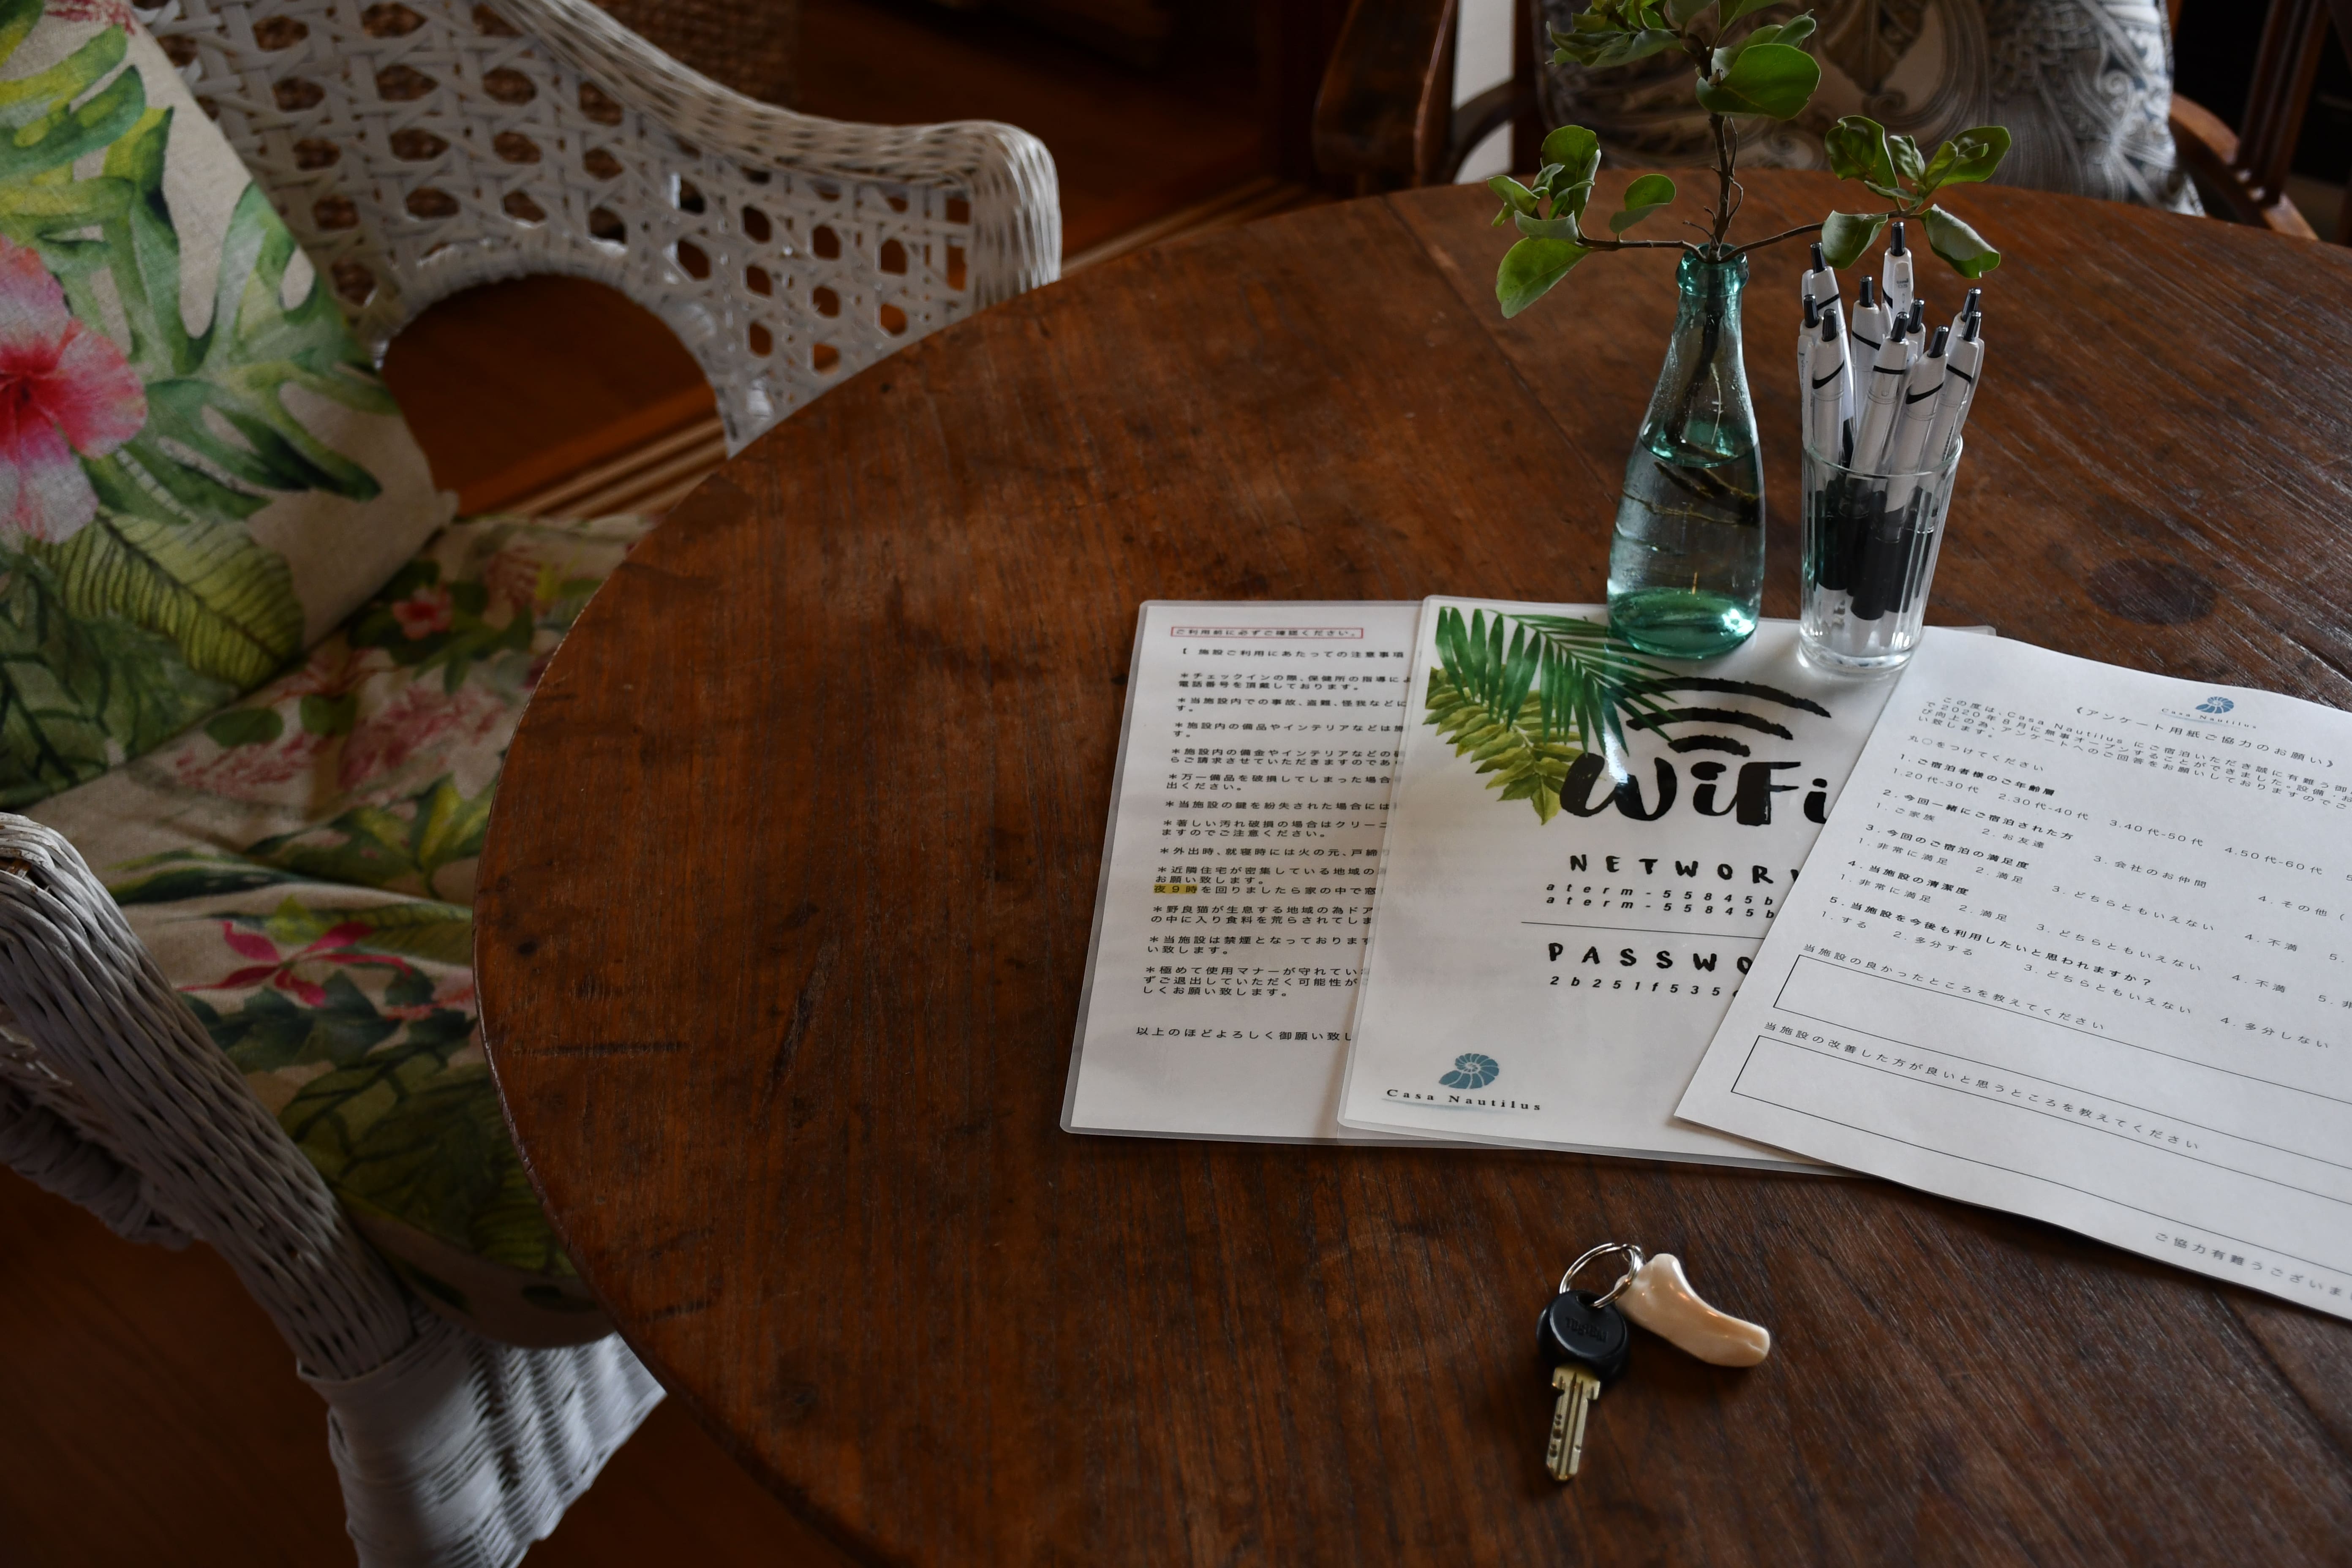 ご利用前に必ずご確認ください。
【 施設ご利用にあたっての注意事項
＊チェックインの際、保健所の指導によ
電話番号を頂戴しております。
＊当施設内での事故、盗難、怪我などに
す。
＊施設内の備品やインテリアなどは
す。
＊施設内の備金やインテリアなどの
らご請求させていただきますのであ
＊万一備品を破損してしまった場合
出ください。
＊当施設の鍵を紛失された場合には
＊著しい汚れ破損の場合はクリーニ
ますのでご注意ください。
＊外出時、就寝時には火の元、戸締
＊近隣住宅が密集している地域の
お願い致します。
夜９時を回りましたら家の中で窓
＊野良猫が生息する地域の為ドア
の中に入り食料を荒らされてしま
＊当施設は禁煙となっております
い致します。
＊極めて使用マナーが守れてい
ずご退出していただく可能性が
しくお願い致します。
以上のほどよろしく御願い致し
WiFi
NETWOR
aterm-55845b
aterm-55845b
PASSWO
2b251f535
Casa Nautilus
Casa Nautilus
《アンケート用紙ご協力のお願い》
この度は、Casa Nautilus にご宿泊いただき誠に有難う御
で2020年8月に無事オープンすることができました。設備・お
び向上の為、アンケートへのご回答をお願いしておりますのでご
い致します。
丸〇をつけてください
1. ご宿泊者様のご年齢層
1.20代-30代 2.30代-40代 3.40代-50代 4.50代-60代
2. 今回一緒にご宿泊された方
1. ご家族 2. お友達 3. 会社のお仲間 4. その他（
3. 今回のご宿泊の満足度
1. 非常に満足 2. 満足 3. どちらともいえない 4. 不満 5.
4. 当施設の清潔度
1. 非常に満足 2. 満足 3. どちらともいえない 4. 不満 5. 非
5. 当施設を今後も利用したいと思われますか？
1. する 2. 多分する 3. どちらともいえない 4. 多分しない
当施設の良かったところを教えてください
当施設の改善した方が良いと思うところを教えてください
ご協力有難うございまし